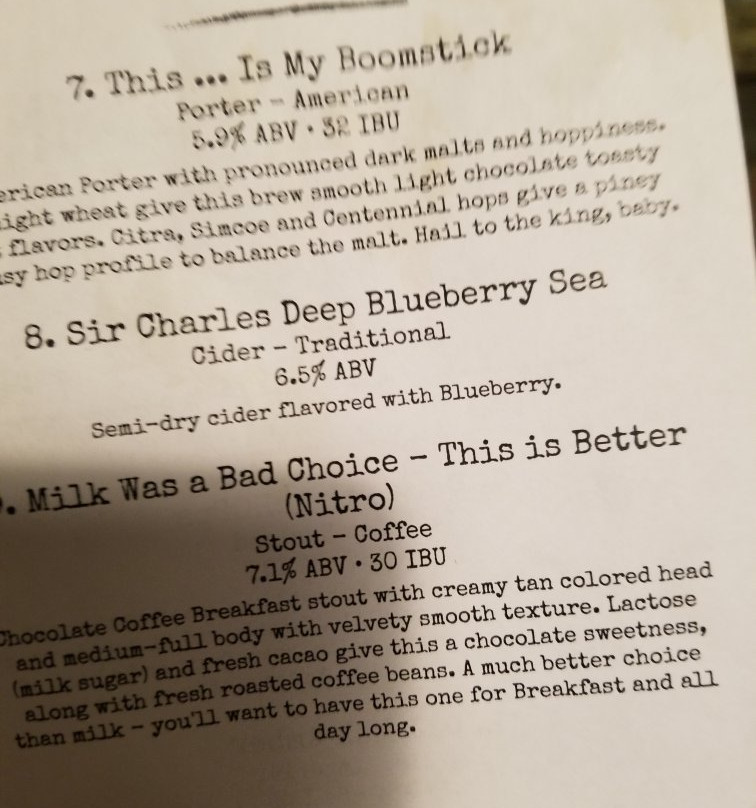 7. This ... Is My Boomstick
Porter - American
5.9% ABV • 32 IBU
erican Porter with pronounced dark malts and hoppiness.
ight wheat give this brew smooth light chocolate toasty
flavors. Citra, Simcoe and Centennial hops give a piney
sy hop profile to balance the malt. Hail to the king, baby.
8. Sir Charles Deep Blueberry Sea
Cider - Traditional
6.5% ABV
Semi-dry cider flavored with Blueberry.
. Milk Was a Bad Choice - This is Better
(Nitro)
Stout - Coffee
7.1% ABV • 30 IBU
Chocolate Coffee Breakfast stout with creamy tan colored head
and medium-full body with velvety smooth texture. Lactose
(milk sugar) and fresh cacao give this a chocolate sweetness,
along with fresh roasted coffee beans. A much better choice
than milk - you'll want to have this one for Breakfast and all
day long.